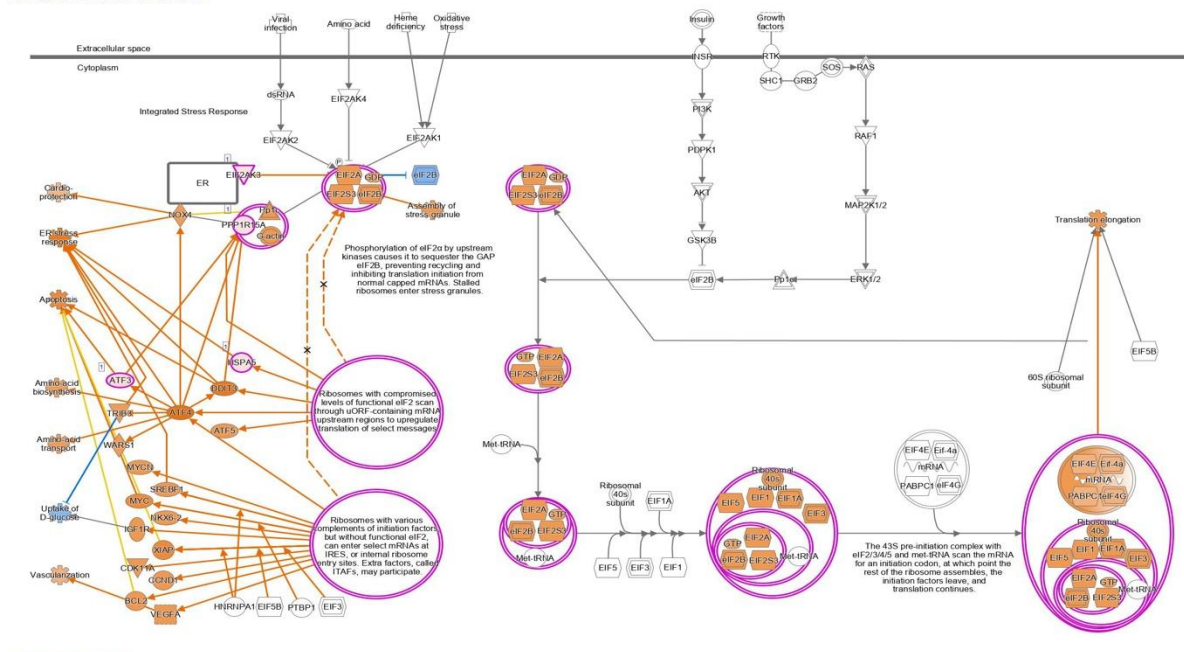 Viral
infection
Amino acid
Heme
deficiency
Oxidative
stress
Insulin
Growth
factors
Extracellular space
Cytoplasm
INSR
RTK
SHC1
GRB2
SOS
RAS
dsRNA
EIF2AK4
Integrated Stress Response
EIF2AK2
EIF2AK1
PI3K
RAF1
PDPK1
AKT
MAP2K1/2
GSK3B
eIF2B
Pp1αt
ERK1/2
P
1
ER
EIF2AK3
EIF2A
GDP
EIF2S3
eIF2B
eIF2B
Assembly of
stress granule
Cardio-
protection
NOX4
1
Pp1c
PPP1R15A
G-actin
ER stress
response
Phosphorylation of eIF2α by upstream
kinases causes it to sequester the GAP
eIF2B, preventing recycling and
inhibiting translation initiation from
normal capped mRNAs. Stalled
ribosomes enter stress granules.
EIF2A
GDP
EIF2S3
eIF2B
Translation elongation
Apoptosis
1
HSPA5
1
ATF3
DDIT3
Amino acid
biosynthesis
TRIB3
ATF4
ATF5
Amino acid
transport
WARS1
Ribosomes with compromised
levels of functional eIF2 scan
through uORF-containing mRNA
upstream regions to upregulate
translation of select messages
GTP
EIF2A
EIF2S3
eIF2B
EIF5B
60S ribosomal
subunit
Met-tRNA
MYCN
SREBF1
MYC
NKX6-2
Uptake of
D-glucose
IGF1R
XIAP
CDK11A
CCND1
Vascularization
BCL2
VEGFA
Ribosomes with various
complements of initiation factors,
but without functional eIF2,
can enter select mRNAs at
IRES, or internal ribosome
entry sites. Extra factors, called
ITAFs, may participate.
HNRNPA1
EIF5B
PTBP1
EIF3
EIF2A
GTP
eIF2B
EIF2S3
Met-tRNA
Ribosomal
40s
subunit
EIF1A
EIF5
EIF3
EIF1
Ribosomal
40s
subunit
EIF5
EIF1
EIF1A
EIF3
GTP
EIF2A
eIF2B
EIF2S3
Met-tRNA
EIF4E
Eif-4a
mRNA
PABPC1
eIF4G
The 43S pre-initiation complex with
eIF2/3/4/5 and met-tRNA scan the mRNA
for an initiation codon, at which point the
rest of the ribosome assembles, the
initiation factors leave, and
translation continues.
EIF4E
Eif-4a
mRNA
PABPC1
eIF4G
Ribosomal
40s
subunit
EIF5
EIF1
EIF1A
EIF3
EIF2A
GTP
eIF2B
EIF2S3
Met-tRNA